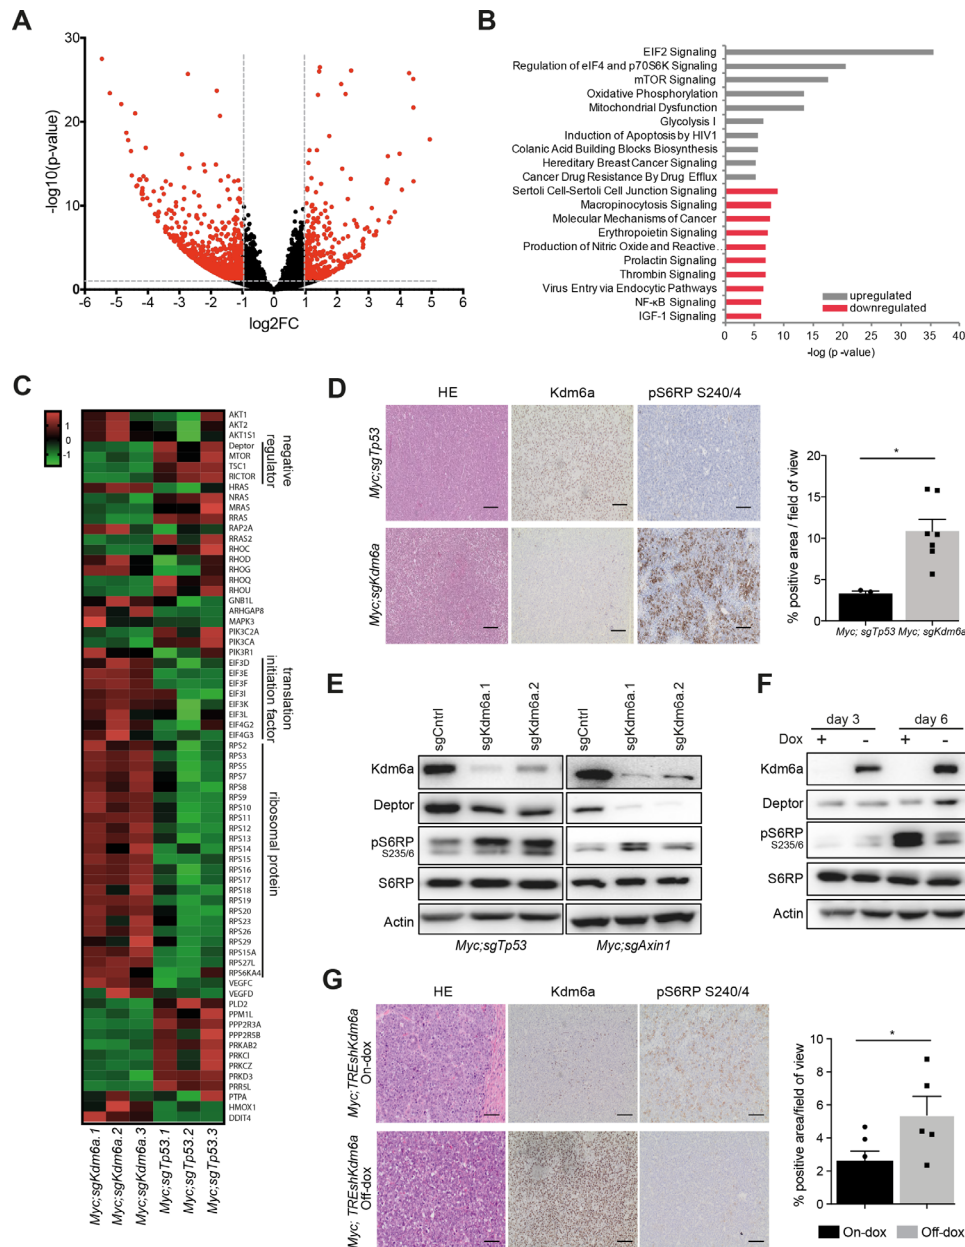 A
30
20
10
0
-log10(p-value)
-6 -5 -4 -3 -2 -1 0 1 2 3 4 5 6
log2FC
B
EIF2 Signaling
Regulation of eIF4 and p70S6K Signaling
mTOR Signaling
Oxidative Phosphorylation
Mitochondrial Dysfunction
Glycolysis I
Induction of Apoptosis by HIV1
Colanic Acid Building Blocks Biosynthesis
Hereditary Breast Cancer Signaling
Cancer Drug Resistance By Drug Efflux
Sertoli Cell-Sertoli Cell Junction Signaling
Macropinocytosis Signaling
Molecular Mechanisms of Cancer
Erythropoietin Signaling
Production of Nitric Oxide and Reactive...
Prolactin Signaling
Thrombin Signaling
Virus Entry via Endocytic Pathways
NF-κB Signaling
IGF-1 Signaling
upregulated
downregulated
0 5 10 15 20 25 30 35 40
-log (p-value)
C
1
0
-1
AKT1
AKT2
AKT1S1
Deptor
MTOR
TSC1
RICTOR
HRAS
NRAS
MRAS
RRAS
RAP2A
RRAS2
RHOC
RHOD
RHOG
RHOQ
RHOU
GNB1L
ARHGAP8
MAPK3
PIK3C2A
PIK3CA
PIK3R1
EIF3D
EIF3E
EIF3F
EIF3I
EIF3K
EIF3L
EIF4G2
EIF4G3
RPS2
RPS3
RPS5
RPS7
RPS8
RPS9
RPS10
RPS11
RPS12
RPS13
RPS14
RPS15
RPS16
RPS17
RPS18
RPS19
RPS20
RPS23
RPS26
RPS29
RPS15A
RPS27L
RPS6KA4
VEGFC
VEGFD
PLD2
PPM1L
PPP2R3A
PPP2R5B
PRKAB2
PRKCI
PRKCZ
PRKD3
PRR5L
PTPA
HMOX1
DDIT4
negative
regulator
translation
initiation factor
ribosomal protein
Myc;sgKdm6a.1
Myc;sgKdm6a.2
Myc;sgKdm6a.3
Myc;sgTp53.1
Myc;sgTp53.2
Myc;sgTp53.3
D
HE Kdm6a pS6RP S240/4
Myc;sgTp53
Myc;sgKdm6a
20
15
10
5
0
% positive area / field of view
*
Myc; sgTp53 Myc; sgKdm6a
E
sgCntrl sgKdm6a.1 sgKdm6a.2 sgCntrl sgKdm6a.1 sgKdm6a.2
Kdm6a
Deptor
pS6RP
S235/6
S6RP
Actin
Myc;sgTp53 Myc;sgAxin1
F
day 3 day 6
Dox + - + -
Kdm6a
Deptor
pS6RP
S235/6
S6RP
Actin
G
HE Kdm6a pS6RP S240/4
Myc;TREshKdm6a
On-dox
Myc; TREshKdm6a
Off-dox
10
8
6
4
2
0
% positive area/field of view
*
On-dox Off-dox